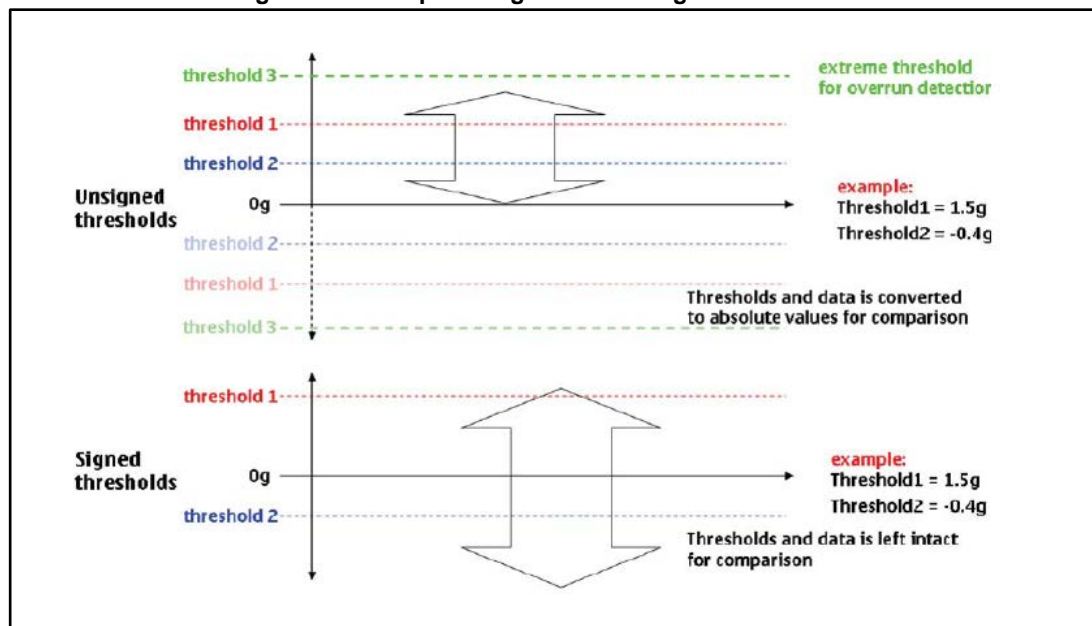 threshold 3
extreme threshold
for overrun detection
threshold 1
threshold 2
Unsigned
thresholds
0g
example:
Threshold1 = 1.5g
Threshold2 = -0.4g
threshold 2
threshold 1
Thresholds and data is converted
to absolute values for comparison
threshold 3
threshold 1
Signed
thresholds
0g
example:
Threshold1 = 1.5g
Threshold2 = -0.4g
threshold 2
Thresholds and data is left intact
for comparison